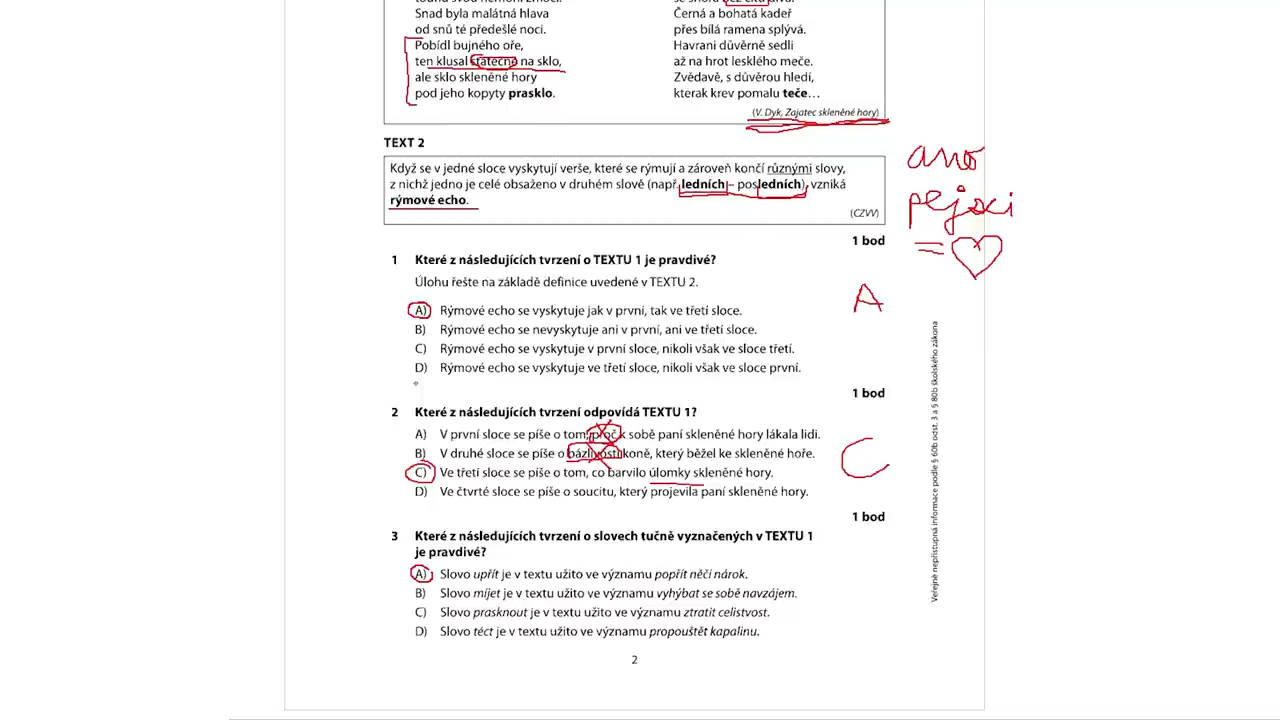 Snad byla malátná hlava
od snů té předešlé noci.
Pobídl bujného oře,
ten klusal statečně na sklo,
ale sklo skleněné hory
pod jeho kopyty prasklo.
Černá a bohatá kadeř
přes bílá ramena splývá.
Havrani důvěrně sedli
až na hrot lesklého meče.
Zvědavě, s důvěrou hledí,
kterak krev pomalu teče…
(V. Dyk, Zajatec skleněné hory)
TEXT 2
Když se v jedné sloce vyskytují verše, které se rýmují a zároveň končí různými slovy,
z nichž jedno je celé obsaženo v druhém slově (např. ledních – posledních), vzniká
rýmové echo.
(CZVV)
ano
pejoci
=
1 bod
1 Které z následujících tvrzení o TEXTU 1 je pravdivé?
Úlohu řešte na základě definice uvedené v TEXTU 2.
A) Rýmové echo se vyskytuje jak v první, tak ve třetí sloce.
B) Rýmové echo se nevyskytuje ani v první, ani ve třetí sloce.
C) Rýmové echo se vyskytuje v první sloce, nikoli však ve sloce třetí.
D) Rýmové echo se vyskytuje ve třetí sloce, nikoli však ve sloce první.
A
1 bod
2 Které z následujících tvrzení odpovídá TEXTU 1?
A) V první sloce se píše o tom, proč k sobě paní skleněné hory lákala lidi.
B) V druhé sloce se píše o bázlivosti koně, který běžel ke skleněné hoře.
C) Ve třetí sloce se píše o tom, co barvilo úlomky skleněné hory.
D) Ve čtvrté sloce se píše o soucitu, který projevila paní skleněné hory.
C
1 bod
3 Které z následujících tvrzení o slovech tučně vyznačených v TEXTU 1
je pravdivé?
A) Slovo upřít je v textu užito ve významu popřít něčí nárok.
B) Slovo míjet je v textu užito ve významu vyhýbat se sobě navzájem.
C) Slovo prasknout je v textu užito ve významu ztratit celistvost.
D) Slovo téct je v textu užito ve významu propouštět kapalinu.
2
Veřejně nepřístupná informace podle § 60b odst. 3 a § 80b školského zákona